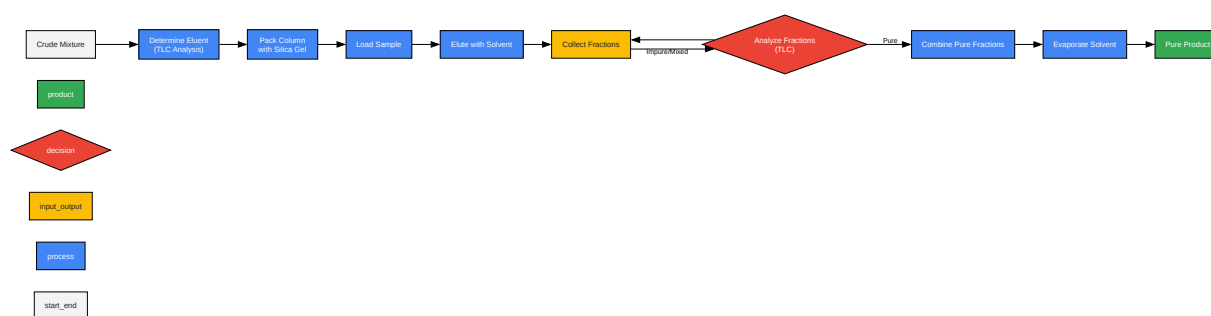 Crude Mixture
Determine Eluent
(TLC Analysis)
Pack Column
with Silica Gel
Load Sample
Elute with Solvent
Collect Fractions
Impure/Mixed
Analyze Fractions
(TLC)
Pure
Combine Pure Fractions
Evaporate Solvent
Pure Product
product
decision
input_output
process
start_end